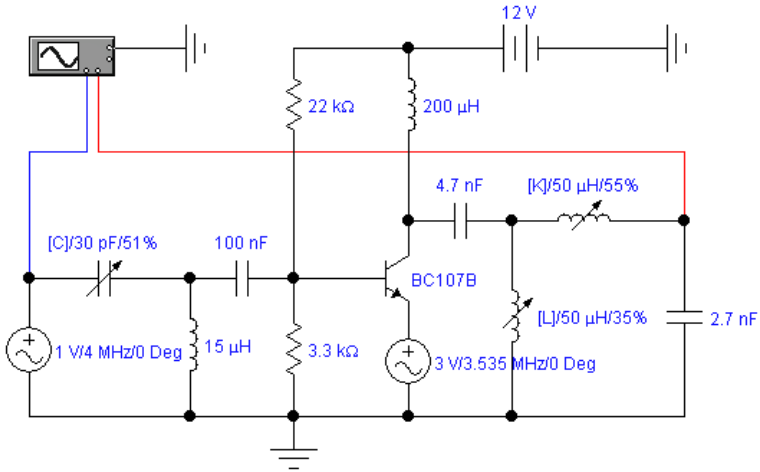 12 V
22 kΩ
200 µH
4.7 nF
[K]/50 µH/55%
[C]/30 pF/51%
100 nF
BC107B
[L]/50 µH/35%
2.7 nF
1 V/4 MHz/0 Deg
15 µH
3.3 kΩ
3 V/3.535 MHz/0 Deg